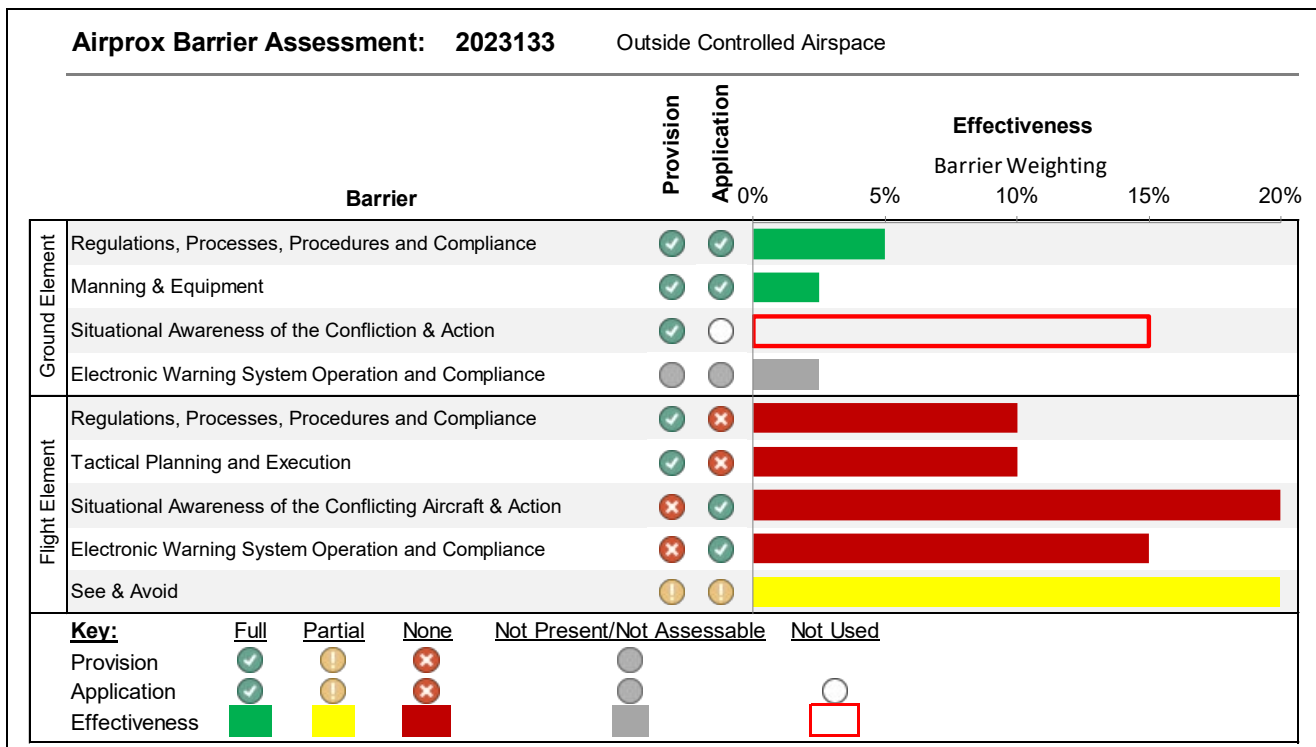 Airprox Barrier Assessment: 2023133 Outside Controlled Airspace
Barrier
Provision
Application
Effectiveness
Barrier Weighting
0% 5% 10% 15% 20%
Ground Element
Regulations, Processes, Procedures and Compliance
Manning & Equipment
Situational Awareness of the Confliction & Action
Electronic Warning System Operation and Compliance
Flight Element
Regulations, Processes, Procedures and Compliance
Tactical Planning and Execution
Situational Awareness of the Conflicting Aircraft & Action
Electronic Warning System Operation and Compliance
See & Avoid
Key: Full Partial None Not Present/Not Assessable Not Used
Provision
Application
Effectiveness